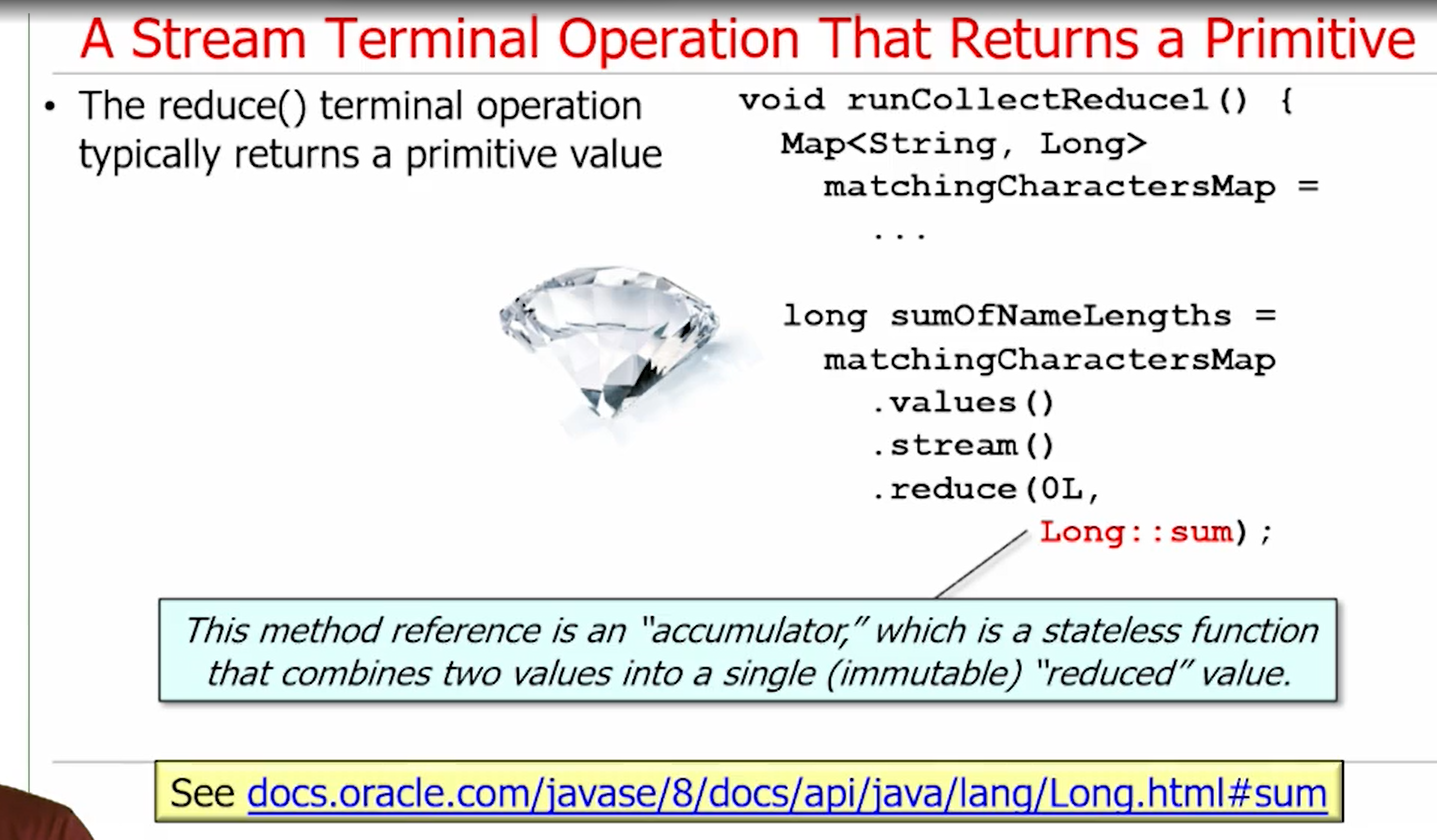 A Stream Terminal Operation That Returns a Primitive
• The reduce() terminal operation
typically returns a primitive value
void runCollectReduce1() {
Map<String, Long>
matchingCharactersMap =
...
long sumOfNameLengths =
matchingCharactersMap
.values()
.stream()
.reduce(0L,
Long::sum);
This method reference is an “accumulator,” which is a stateless function
that combines two values into a single (immutable) “reduced” value.
See docs.oracle.com/javase/8/docs/api/java/lang/Long.html#sum